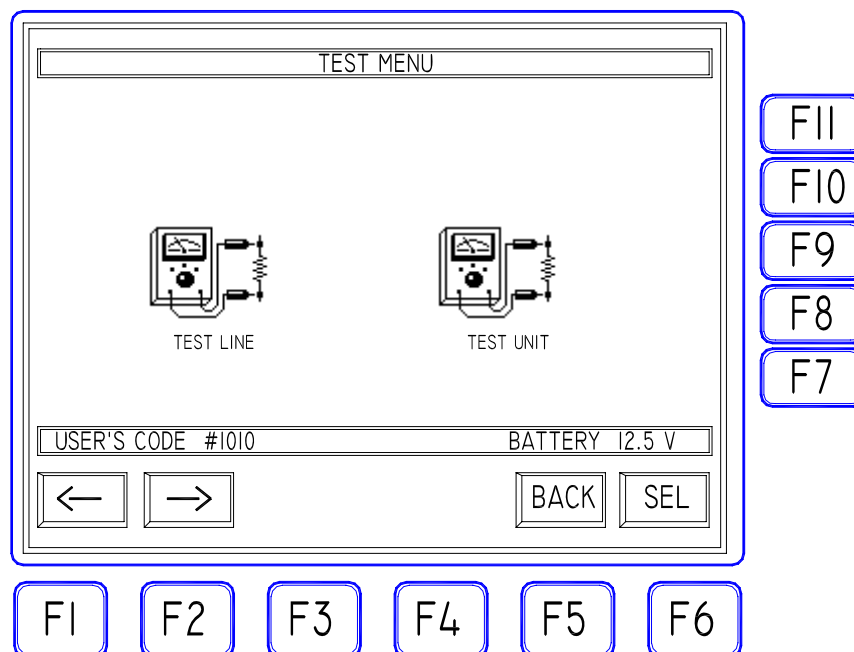 TEST MENU
F11
F10
F9
F8
F7
TEST LINE
TEST UNIT
USER'S CODE #1010
BATTERY 12.5 V
BACK
SEL
F1
F2
F3
F4
F5
F6